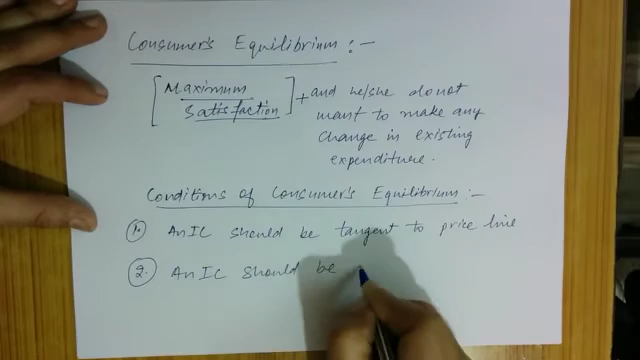 Consumer's Equilibrium :-
[Maximum Satisfaction] + and he/she do not
want to make any
change in existing
expenditure.
Conditions of Consumer's Equilibrium :-
1. An IC should be tangent to price line
2. An IC should be